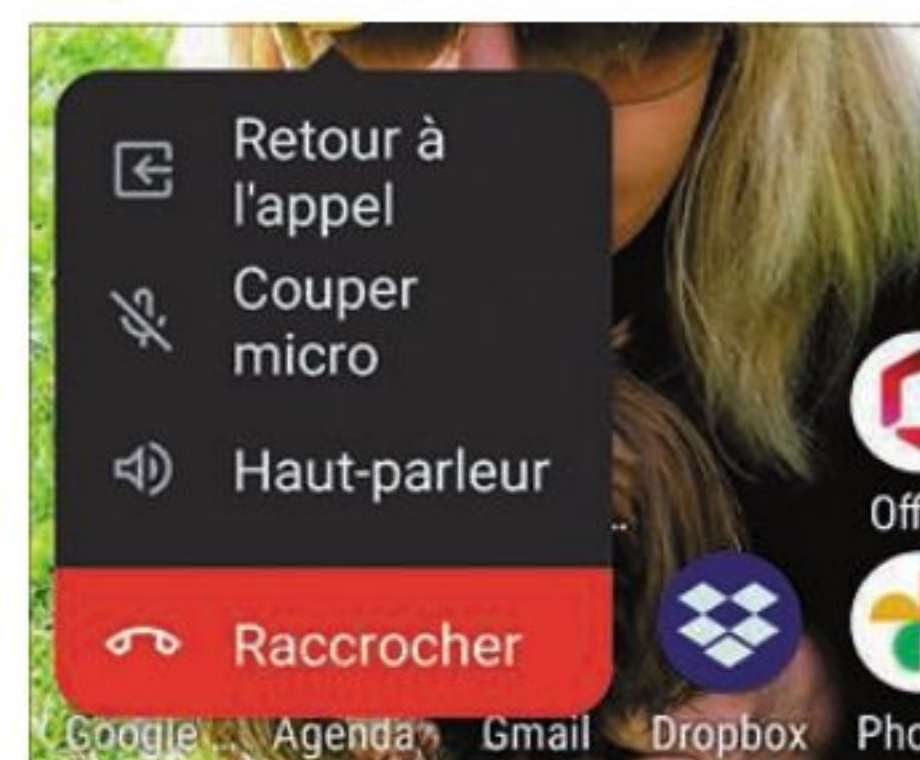 Retour à
l'appel
Couper
micro
Haut-parleur
..
Off
Raccrocher
Google ... Agenda Gmail Dropbox Pho